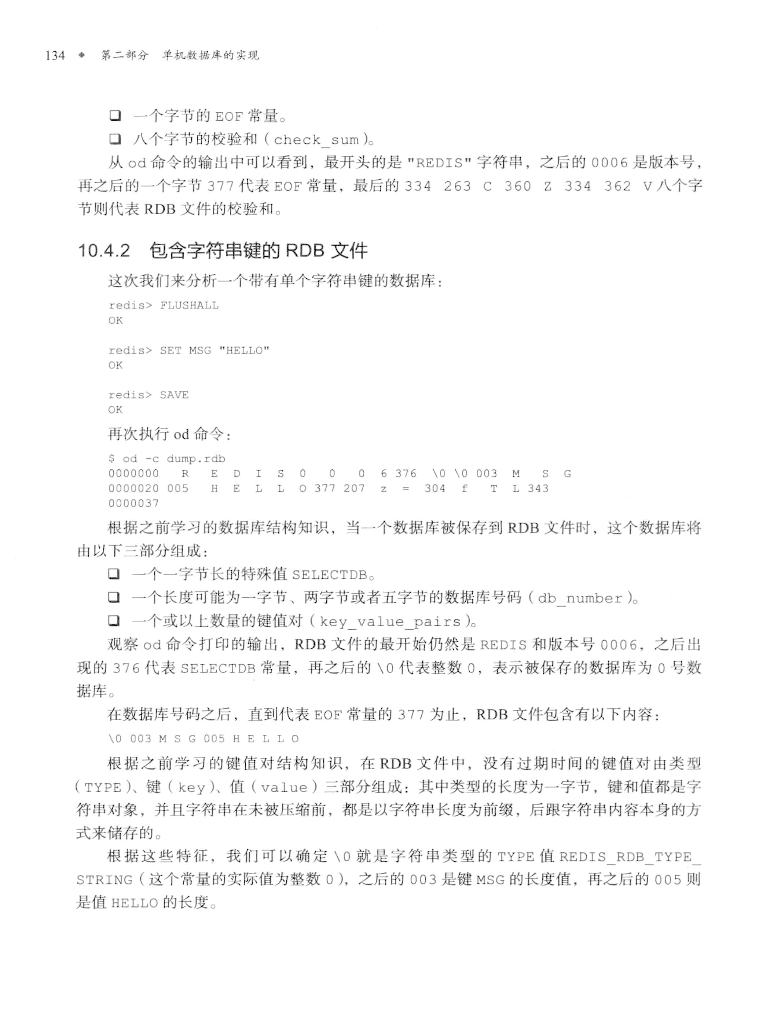 134 ◆ 第二部分 单机数据库的实现
❑ 一个字节的 EOF 常量。
❑ 八个字节的校验和（check_sum）。
从 od 命令的输出中可以看到，最开头的是 "REDIS" 字符串，之后的 0006 是版本号，
再之后的一个字节 377 代表 EOF 常量，最后的 334 263 C 360 Z 334 362 V 八个字
节则代表 RDB 文件的校验和。
10.4.2 包含字符串键的 RDB 文件
这次我们来分析一个带有单个字符串键的数据库：
redis> FLUSHALL
OK
redis> SET MSG "HELLO"
OK
redis> SAVE
OK
再次执行 od 命令：
$ od -c dump.rdb
0000000 R E D I S 0 0 0 6 376 \0 \0 003 M S G
0000020 005 H E L L O 377 207 z = 304 f T L 343
0000037
根据之前学习的数据库结构知识，当一个数据库被保存到 RDB 文件时，这个数据库将
由以下三部分组成：
❑ 一个一字节长的特殊值 SELECTDB。
❑ 一个长度可能为一字节、两字节或者五字节的数据库号码（db_number）。
❑ 一个或以上数量的键值对（key_value_pairs）。
观察 od 命令打印的输出，RDB 文件的最开始仍然是 REDIS 和版本号 0006，之后出
现的 376 代表 SELECTDB 常量，再之后的 \0 代表整数 0，表示被保存的数据库为 0 号数
据库。
在数据库号码之后，直到代表 EOF 常量的 377 为止，RDB 文件包含有以下内容：
\0 003 M S G 005 H E L L O
根据之前学习的键值对结构知识，在 RDB 文件中，没有过期时间的键值对由类型
（TYPE）、键（key）、值（value）三部分组成：其中类型的长度为一字节，键和值都是字
符串对象，并且字符串在未被压缩前，都是以字符串长度为前缀，后跟字符串内容本身的方
式来储存的。
根据这些特征，我们可以确定 \0 就是字符串类型的 TYPE 值 REDIS_RDB_TYPE_
STRING（这个常量的实际值为整数 0），之后的 003 是键 MSG 的长度值，再之后的 005 则
是值 HELLO 的长度。